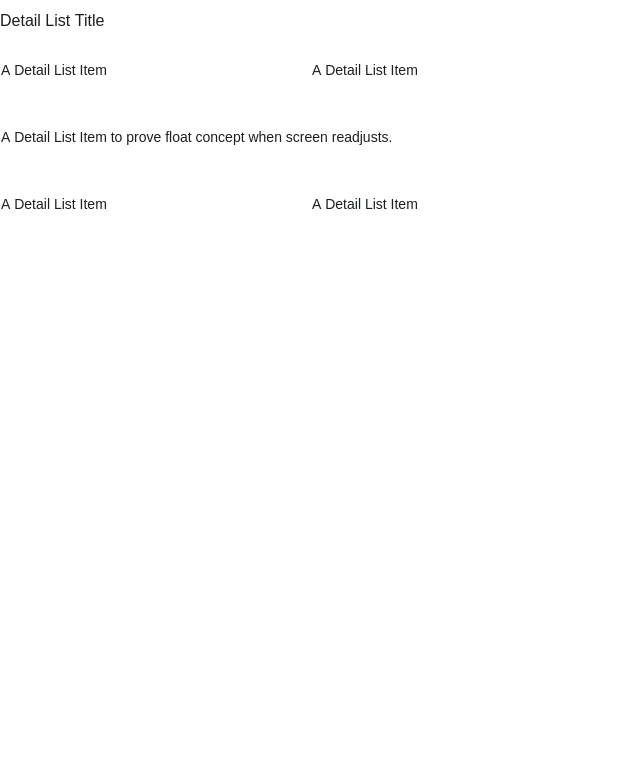 Detail List Title
A Detail List Item A Detail List Item
A Detail List Item to prove float concept when screen readjusts.
A Detail List Item A Detail List Item